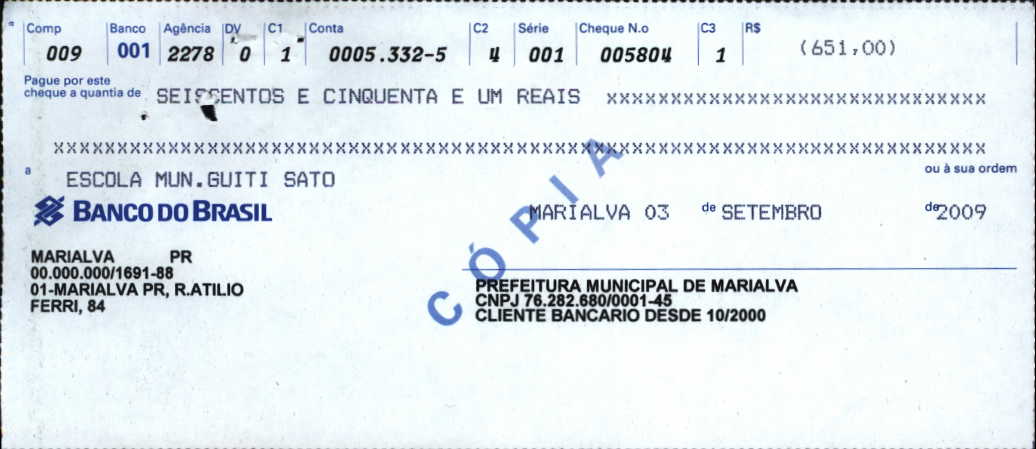 Comp Banco Agência DV C1 Conta C2 Série Cheque N.o C3 R$
009 001 2278 0 1 0005.332-5 4 001 005804 1 (651,00)
Pague por este
cheque a quantia de SEISCENTOS E CINQUENTA E UM REAIS xxxxxxxxxxxxxxxxxxxxxxxxxxxxxx
xxxxxxxxxxxxxxxxxxxxxxxxxxxxxxxxxxxxxxxxxxxxxxxxxxxxxxxxxxxxxxxxxxxxxxxxxxxxxxxxxxxxxxx
a ESCOLA MUN.GUITI SATO ou à sua ordem
BANCO DO BRASIL
MARIALVA 03 de SETEMBRO de 2009
CÓPIA
MARIALVA PR
00.000.000/1691-88
01-MARIALVA PR, R.ATILIO
FERRI, 84
PREFEITURA MUNICIPAL DE MARIALVA
CNPJ 76.282.680/0001-45
CLIENTE BANCARIO DESDE 10/2000